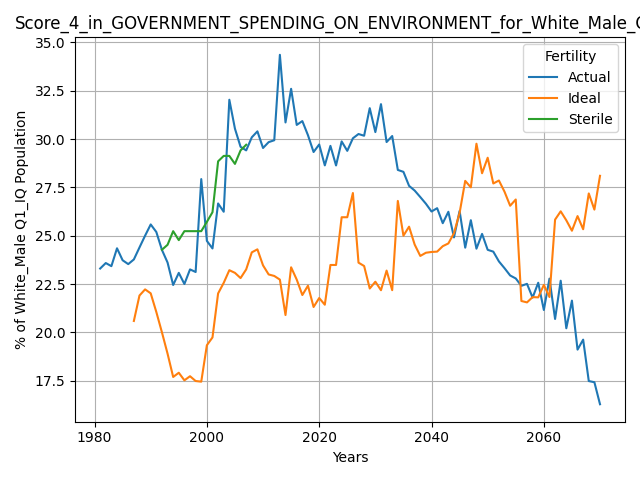 Score_4_in_GOVERNMENT_SPENDING_ON_ENVIRONMENT_for_White_Male_
Fertility
Actual
Ideal
Sterile
% of White_Male Q1_IQ Population
35.0
32.5
30.0
27.5
25.0
22.5
20.0
17.5
1980
2000
2020
2040
2060
Years